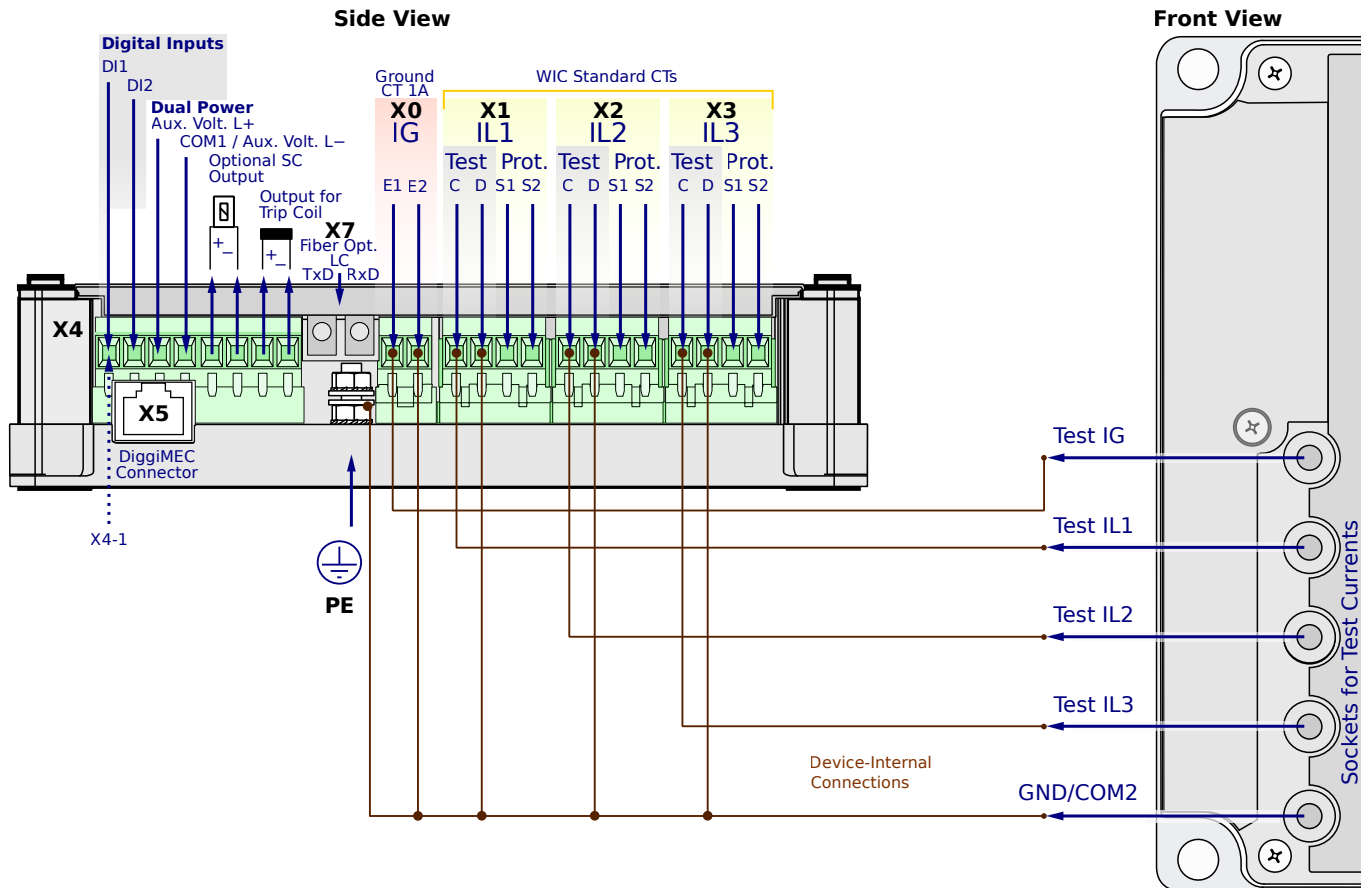 Side View
Front View
Digital Inputs
DI1
DI2
Dual Power
Aux. Volt. L+
COM1 / Aux. Volt. L−
Optional SC
Output
+
−
Output for
Trip Coil
+
−
X7
Fiber Opt.
LC
TxD RxD
Ground
CT 1A
X0
IG
E1 E2
WIC Standard CTs
X1
IL1
Test Prot.
C D S1 S2
X2
IL2
Test Prot.
C D S1 S2
X3
IL3
Test Prot.
C D S1 S2
X4
X5
DiggiMEC
Connector
X4-1
PE
Test IG
Test IL1
Test IL2
Test IL3
GND/COM2
Device-Internal
Connections
Sockets for Test Currents